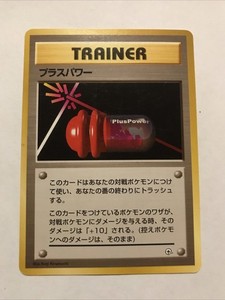 TRAINER
プラスパワー
PlusPower
このカードはあなたの対戦ポケモンにつけて使い、あなたの番の終わりにトラッシュする。
このカードをつけているポケモンのワザが、対戦ポケモンにダメージを与える時、そのダメージは「+10」される。(控えポケモンへのダメージは、そのまま)